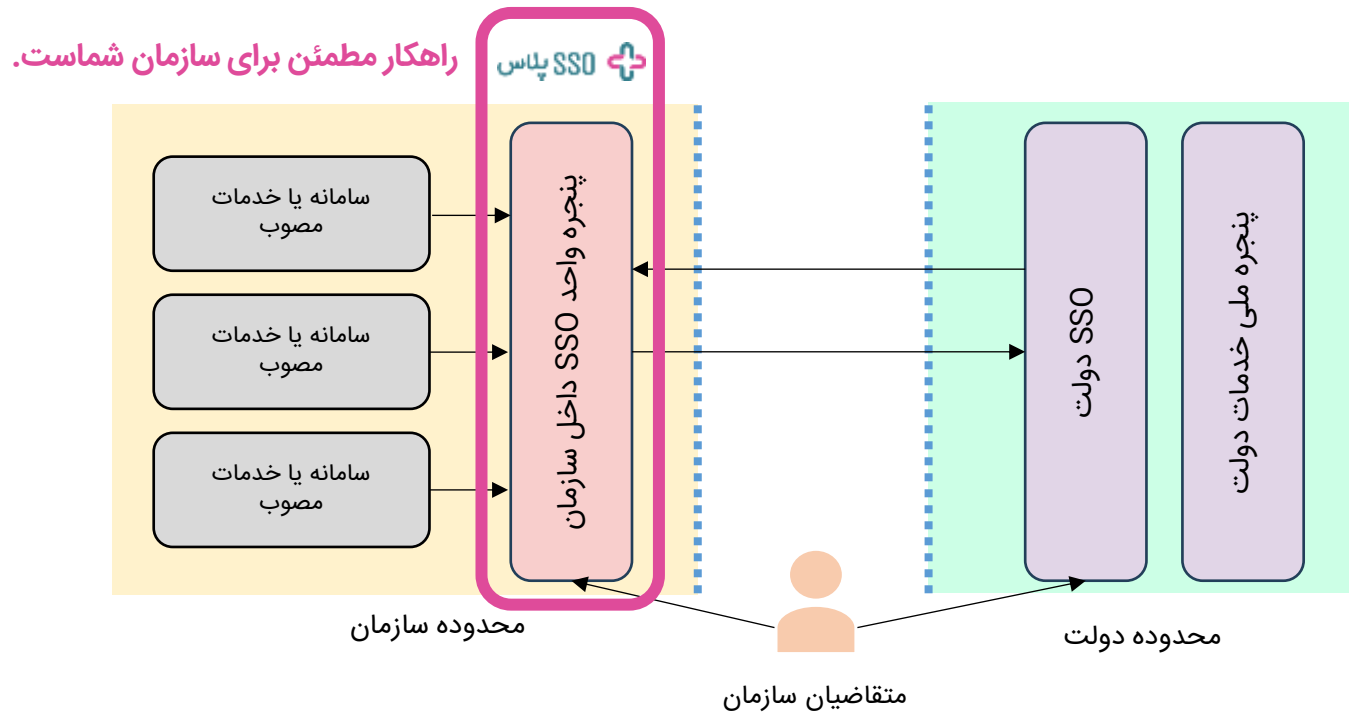 SSO پلاس
راهکار مطمئن برای سازمان شماست.
سامانه یا خدمات
مصوب
سامانه یا خدمات
مصوب
سامانه یا خدمات
مصوب
پنجره واحد SSO داخل سازمان
SSO دولت
پنجره ملی خدمات دولت
محدوده سازمان
محدوده دولت
متقاضیان سازمان